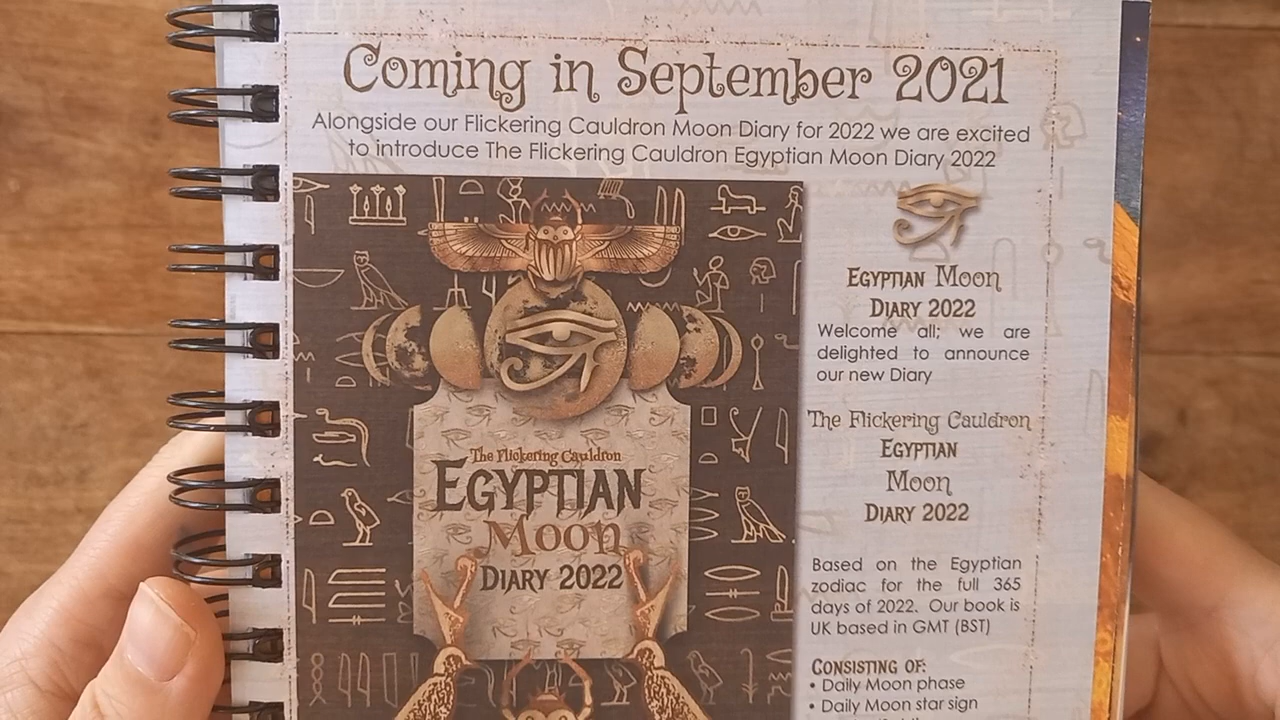 Coming in September 2021
Alongside our Flickering Cauldron Moon Diary for 2022 we are excited
to introduce The Flickering Cauldron Egyptian Moon Diary 2022
The Flickering Cauldron
EGYPTIAN
Moon
DIARY 2022
EGYPTIAN Moon
DIARY 2022
Welcome all; we are
delighted to announce
our new Diary
The Flickering Cauldron
EGYPTIAN
Moon
DIARY 2022
Based on the Egyptian
zodiac for the full 365
days of 2022. Our book is
UK based in GMT (BST)
CONSISTING OF:
• Daily Moon phase
• Daily Moon star sign